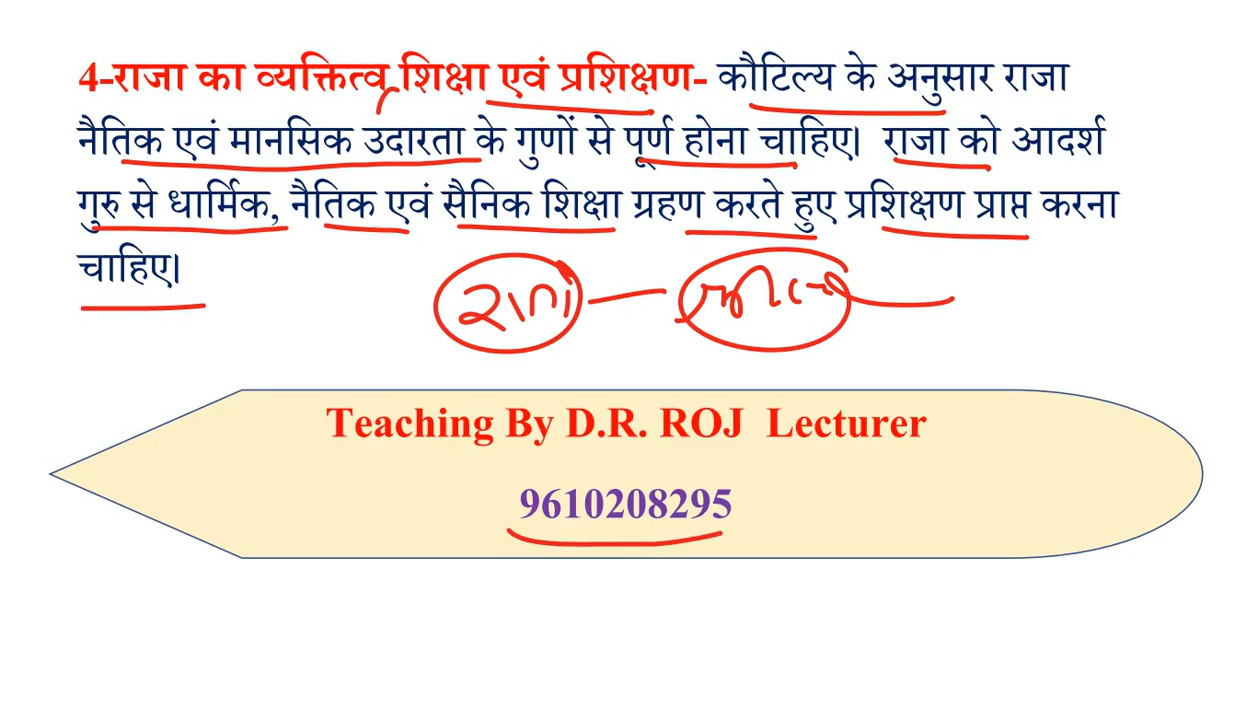 4-राजा का व्यक्तित्व शिक्षा एवं प्रशिक्षण- कौटिल्य के अनुसार राजा
नैतिक एवं मानसिक उदारता के गुणों से पूर्ण होना चाहिए। राजा को आदर्श
गुरु से धार्मिक, नैतिक एवं सैनिक शिक्षा ग्रहण करते हुए प्रशिक्षण प्राप्त करना
चाहिए।
Teaching By D.R. ROJ Lecturer
9610208295